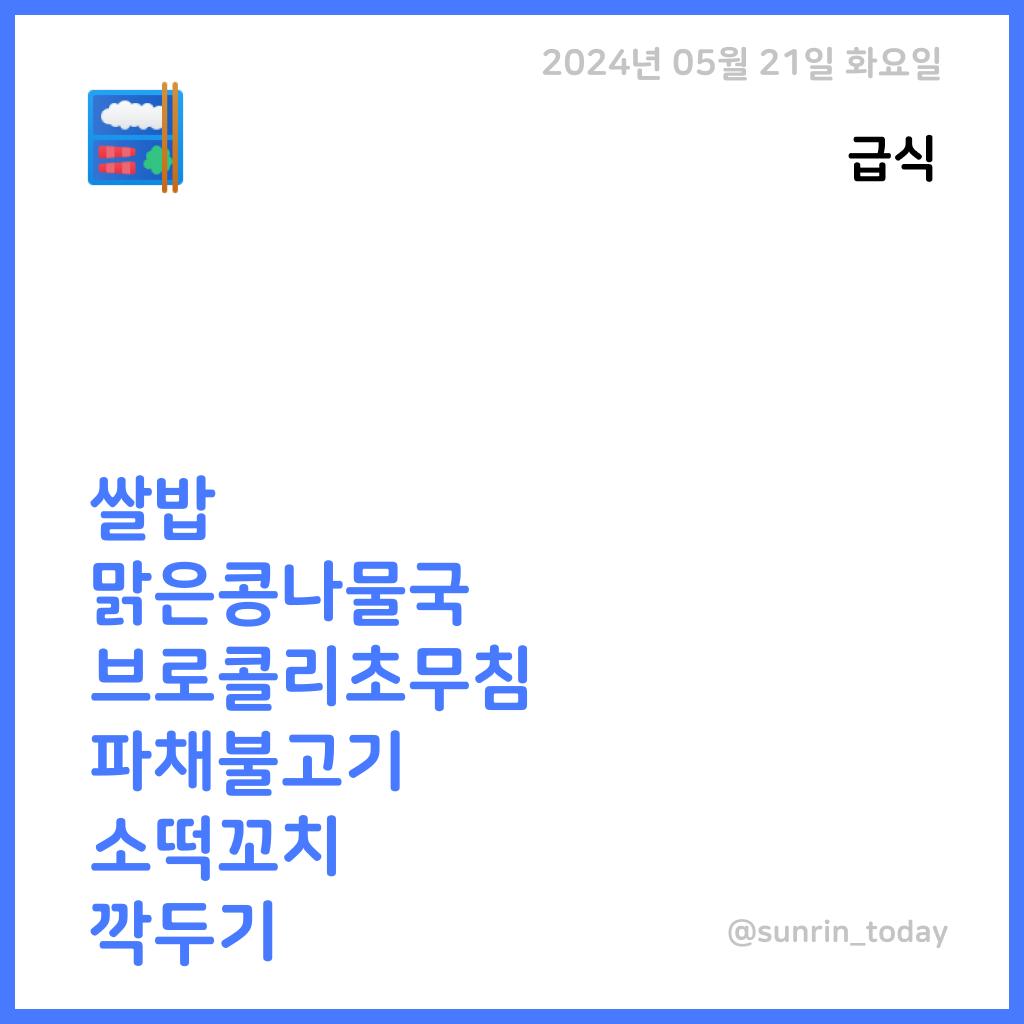 2024년 05월 21일 화요일
급식
쌀밥
맑은콩나물국
브로콜리초무침
파채불고기
소떡꼬치
깍두기
@sunrin_today